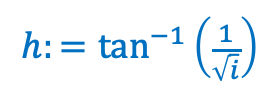 h: = tan⁻¹ (1/√i.)